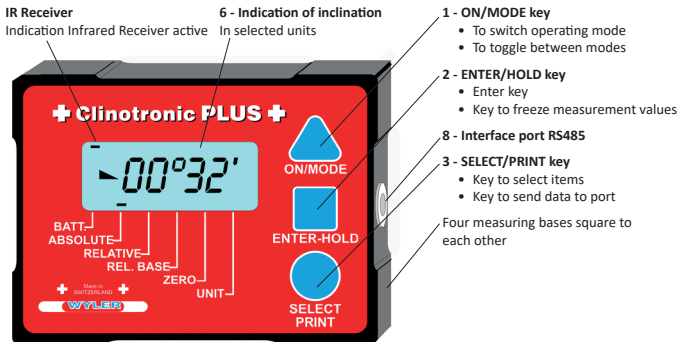 IR Receiver
Indication Infrared Receiver active
6 - Indication of inclination
In selected units
1 - ON/MODE key
• To switch operating mode
• To toggle between modes
2 - ENTER/HOLD key
• Enter key
• Key to freeze measurement values
8 - Interface port RS485
3 - SELECT/PRINT key
• Key to select items
• Key to send data to port
Four measuring bases square to
each other
Clinotronic PLUS
00°32'
ON/MODE
BATT.
ABSOLUTE
RELATIVE
REL. BASE
ZERO
UNIT
ENTER-HOLD
Made in
SWITZERLAND
WYLER
SELECT
PRINT